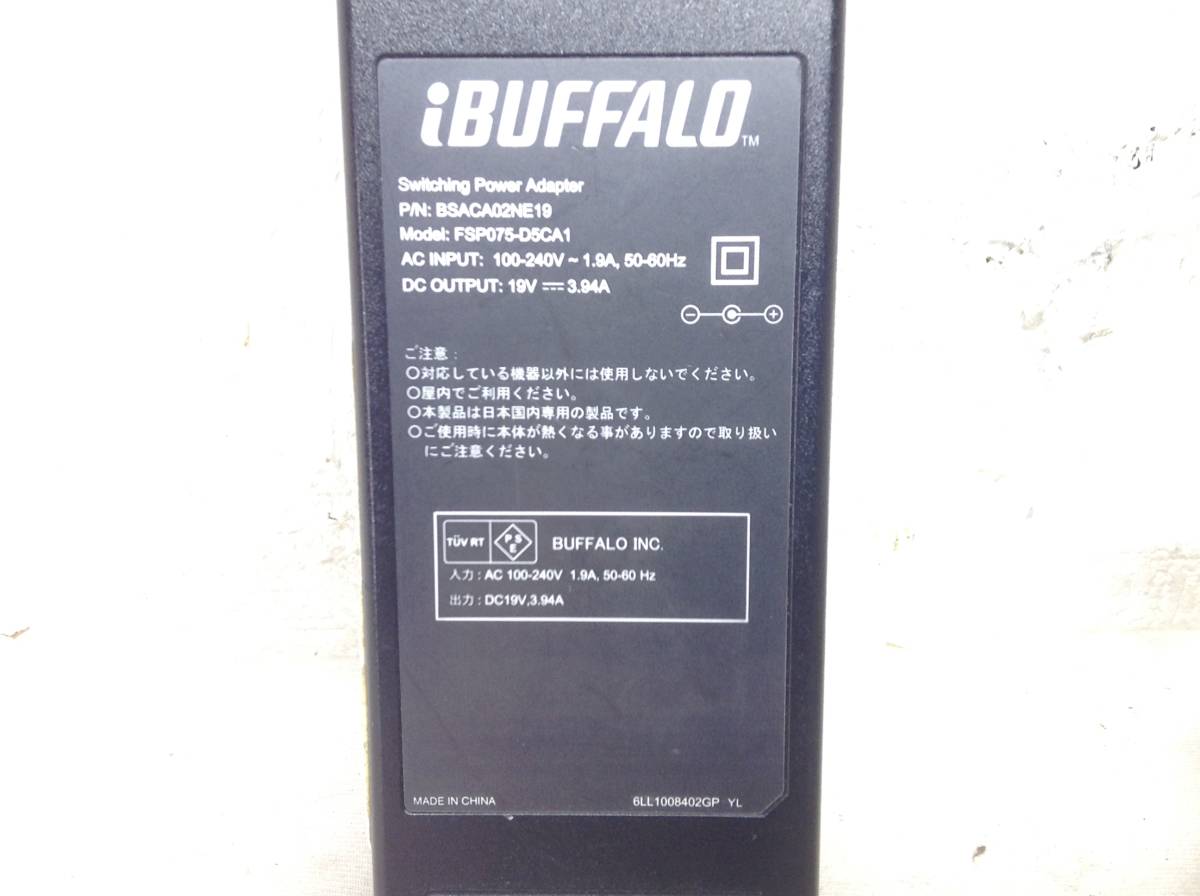 iBUFFALO™
Switching Power Adapter
P/N: BSACA02NE19
Model: FSP075-D5CA1
AC INPUT: 100-240V ~ 1.9A, 50-60Hz
DC OUTPUT: 19V ⎓ 3.94A
ご注意：
○対応している機器以外には使用しないでください。
○屋内でご利用ください。
○本製品は日本国内専用の製品です。
○ご使用時に本体が熱くなる事がありますので取り扱い
にご注意ください。
TÜV RT PSE BUFFALO INC.
入力：AC 100-240V 1.9A, 50-60 Hz
出力：DC19V,3.94A
MADE IN CHINA 6LL1008402GP YL